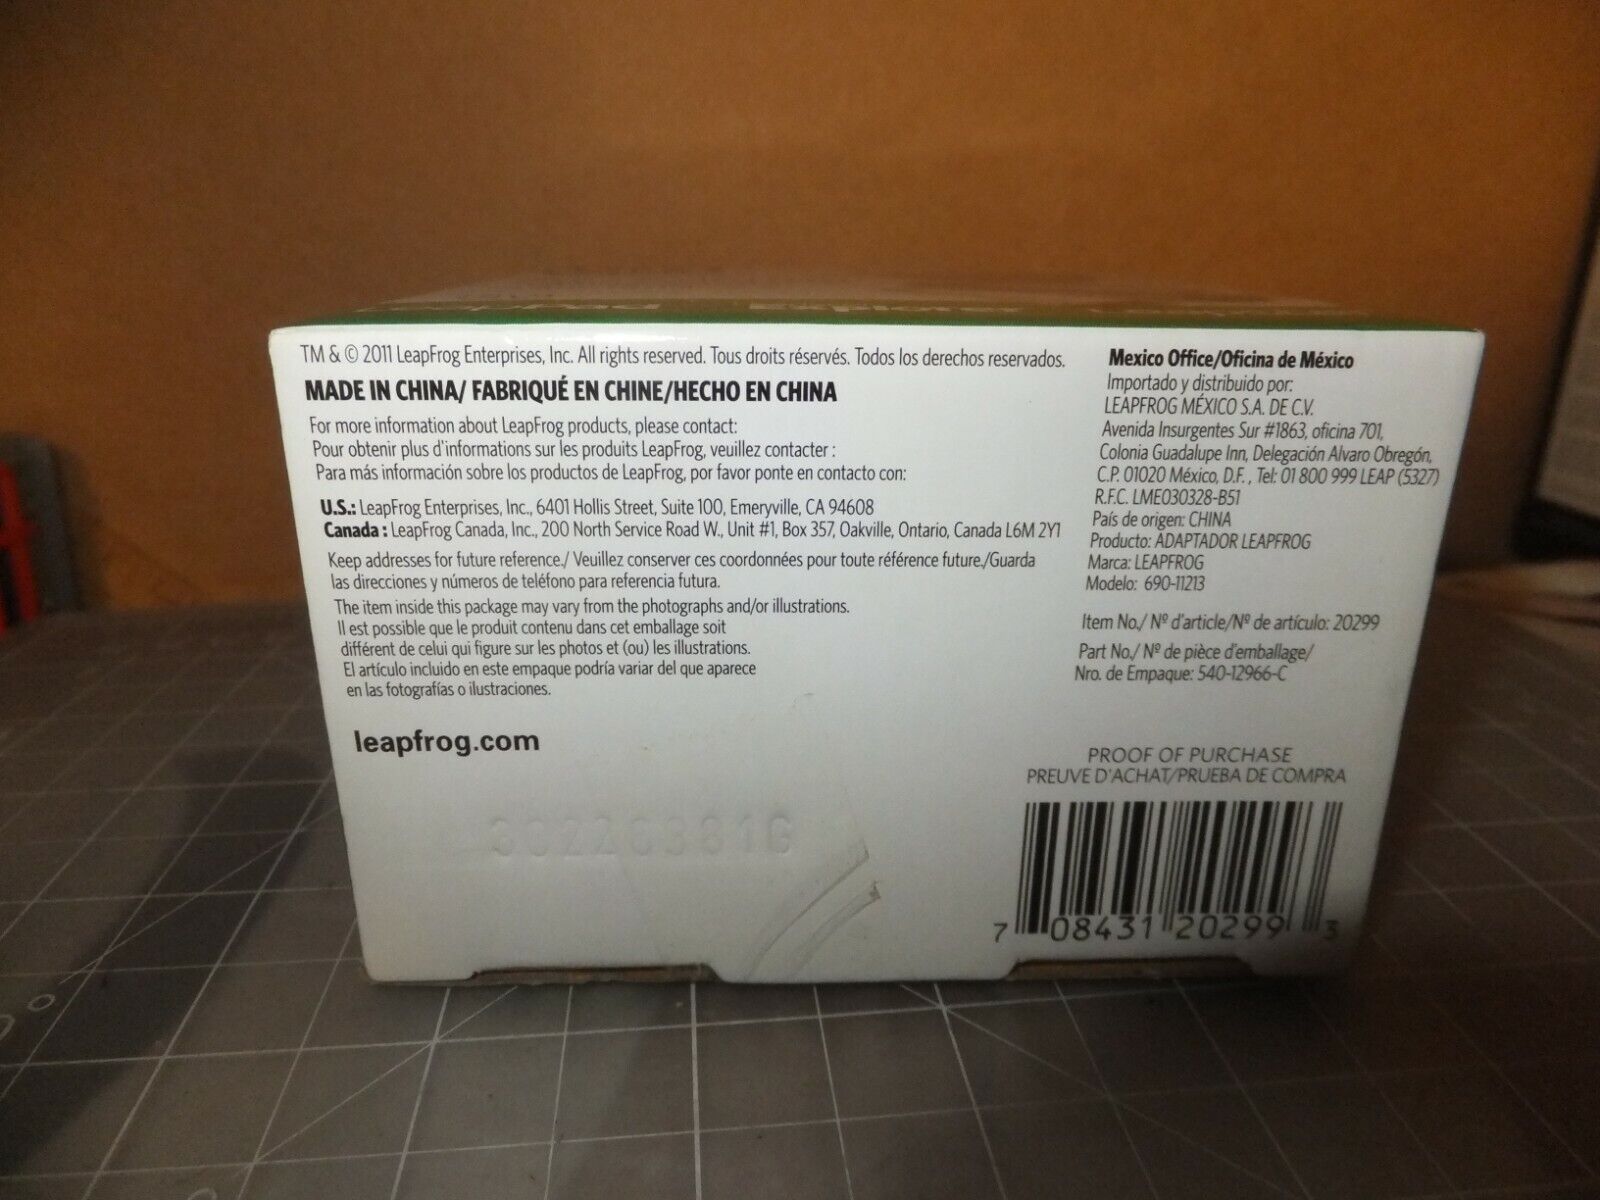 TM & © 2011 LeapFrog Enterprises, Inc. All rights reserved. Tous droits réservés. Todos los derechos reservados.
MADE IN CHINA/ FABRIQUÉ EN CHINE/HECHO EN CHINA
For more information about LeapFrog products, please contact:
Pour obtenir plus d'informations sur les produits LeapFrog, veuillez contacter :
Para más información sobre los productos de LeapFrog, por favor ponte en contacto con:
U.S.: LeapFrog Enterprises, Inc., 6401 Hollis Street, Suite 100, Emeryville, CA 94608
Canada : LeapFrog Canada, Inc., 200 North Service Road W., Unit #1, Box 357, Oakville, Ontario, Canada L6M 2Y1
Keep addresses for future reference./ Veuillez conserver ces coordonnées pour toute référence future./Guarda
las direcciones y números de teléfono para referencia futura.
The item inside this package may vary from the photographs and/or illustrations.
Il est possible que le produit contenu dans cet emballage soit
différent de celui qui figure sur les photos et (ou) les illustrations.
El artículo incluido en este empaque podría variar del que aparece
en las fotografías o ilustraciones.
leapfrog.com
Mexico Office/Oficina de México
Importado y distribuido por:
LEAPFROG MÉXICO S.A. DE C.V.
Avenida Insurgentes Sur #1863, oficina 701,
Colonia Guadalupe Inn, Delegación Alvaro Obregón,
C.P. 01020 México, D.F. , Tel: 01 800 999 LEAP (5327)
R.F.C. LME030328-B51
País de origen: CHINA
Producto: ADAPTADOR LEAPFROG
Marca: LEAPFROG
Modelo: 690-11213
Item No./ Nº d'article/Nº de artículo: 20299
Part No./ Nº de pièce d'emballage/
Nro. de Empaque: 540-12966-C
PROOF OF PURCHASE
PREUVE D'ACHAT/PRUEBA DE COMPRA
7 08431 20299 3